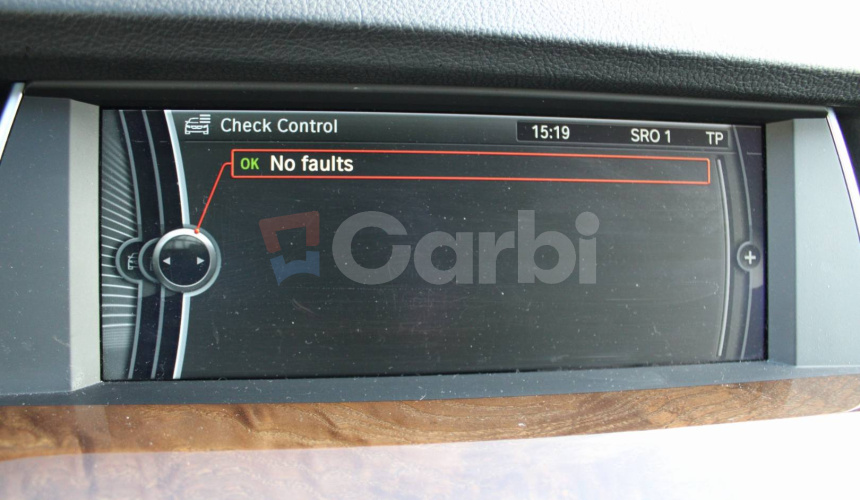 Check Control 15:19 SRO 1 TP
OK No faults
Carbi